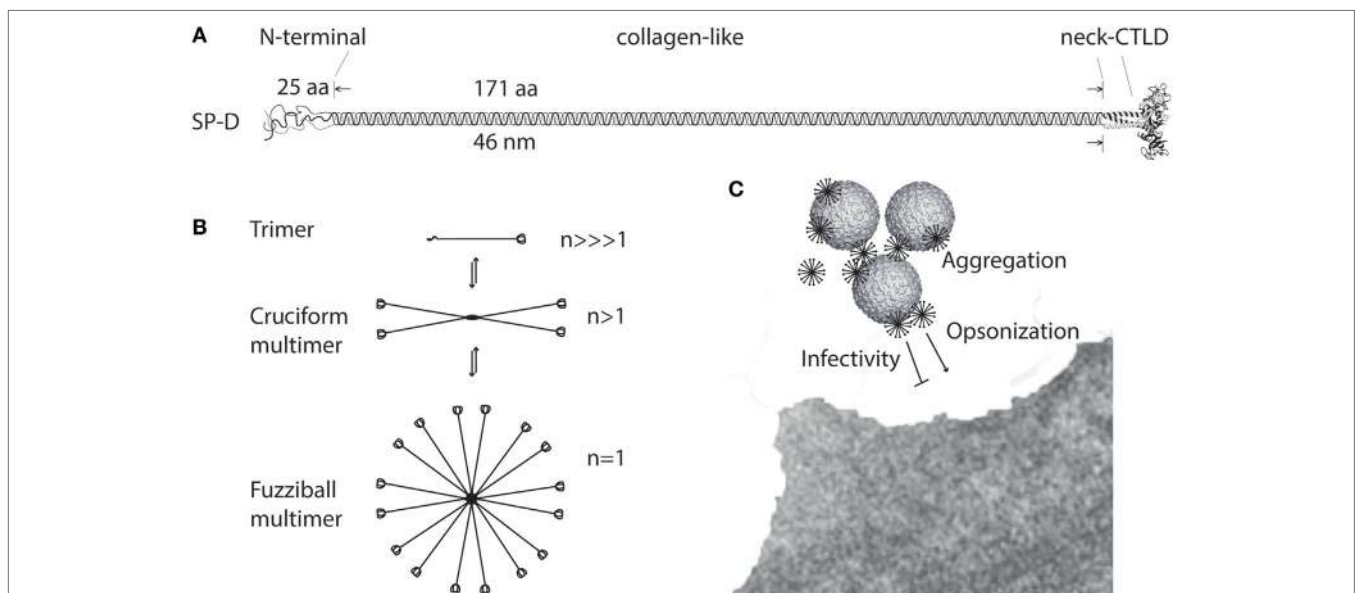 A
N-terminal
collagen-like
neck-CTLD
25 aa
171 aa
SP-D
46 nm
B
Trimer
n>>>1
Cruciform
multimer
n>1
Fuzziball
multimer
n=1
C
Aggregation
Opsonization
Infectivity